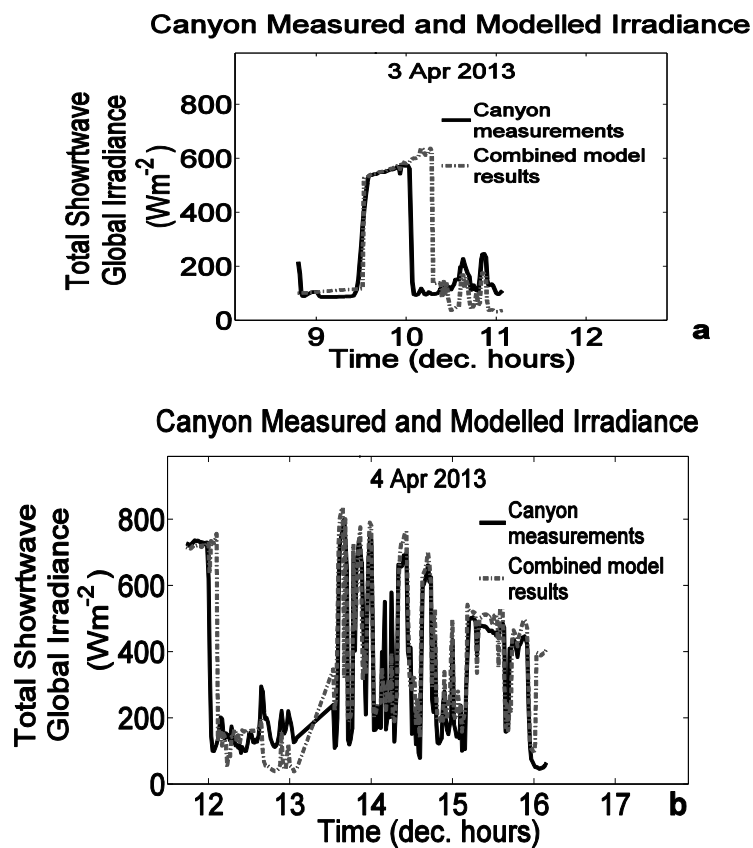 Canyon Measured and Modelled Irradiance
3 Apr 2013
Canyon
measurements
Combined model
results
Total Showrtwave
Global Irradiance
(Wm-2)
800
600
400
200
0
9 10 11 12
Time (dec. hours)
a
Canyon Measured and Modelled Irradiance
4 Apr 2013
Canyon
measurements
Combined model
results
Total Showrtwave
Global Irradiance
(Wm-2)
800
600
400
200
0
12 13 14 15 16 17
Time (dec. hours)
b